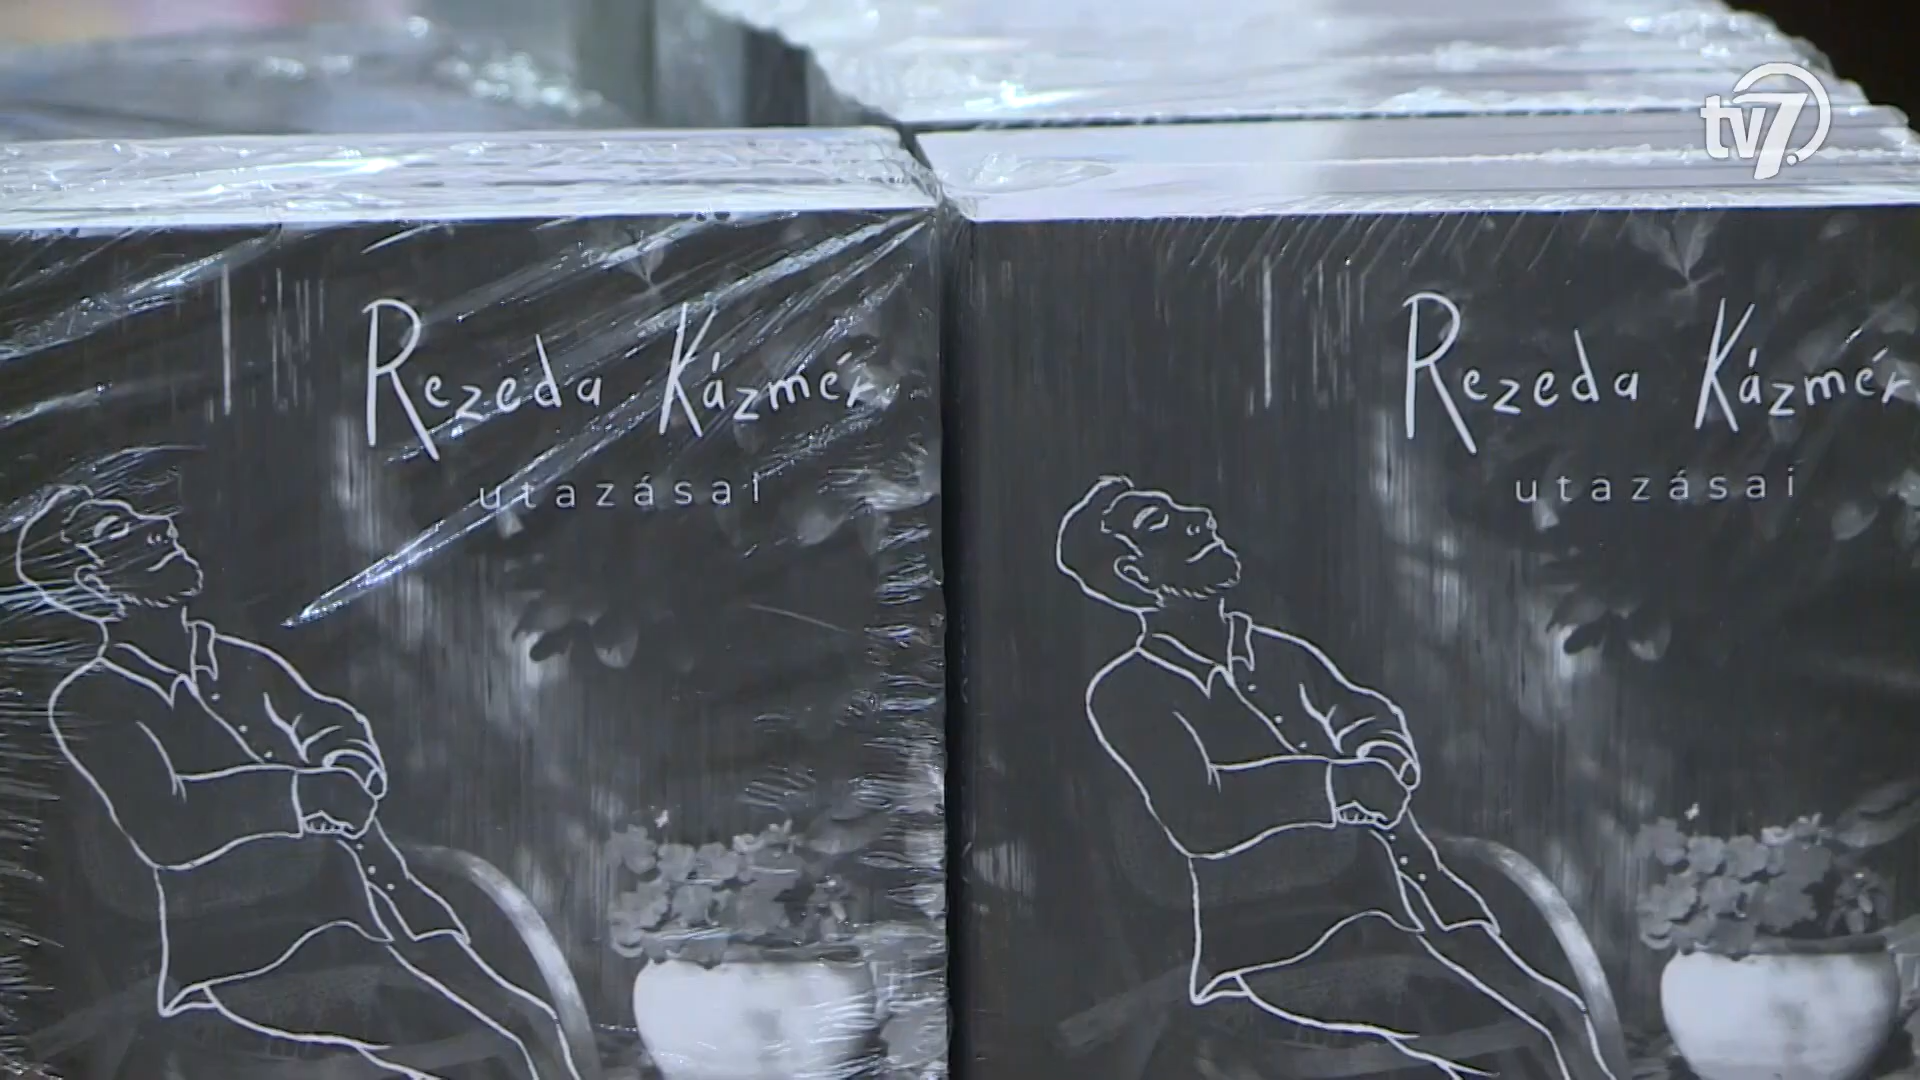 tv7.
Rezeda Kázmér
utazásai
Rezeda Kázmér
utazásai